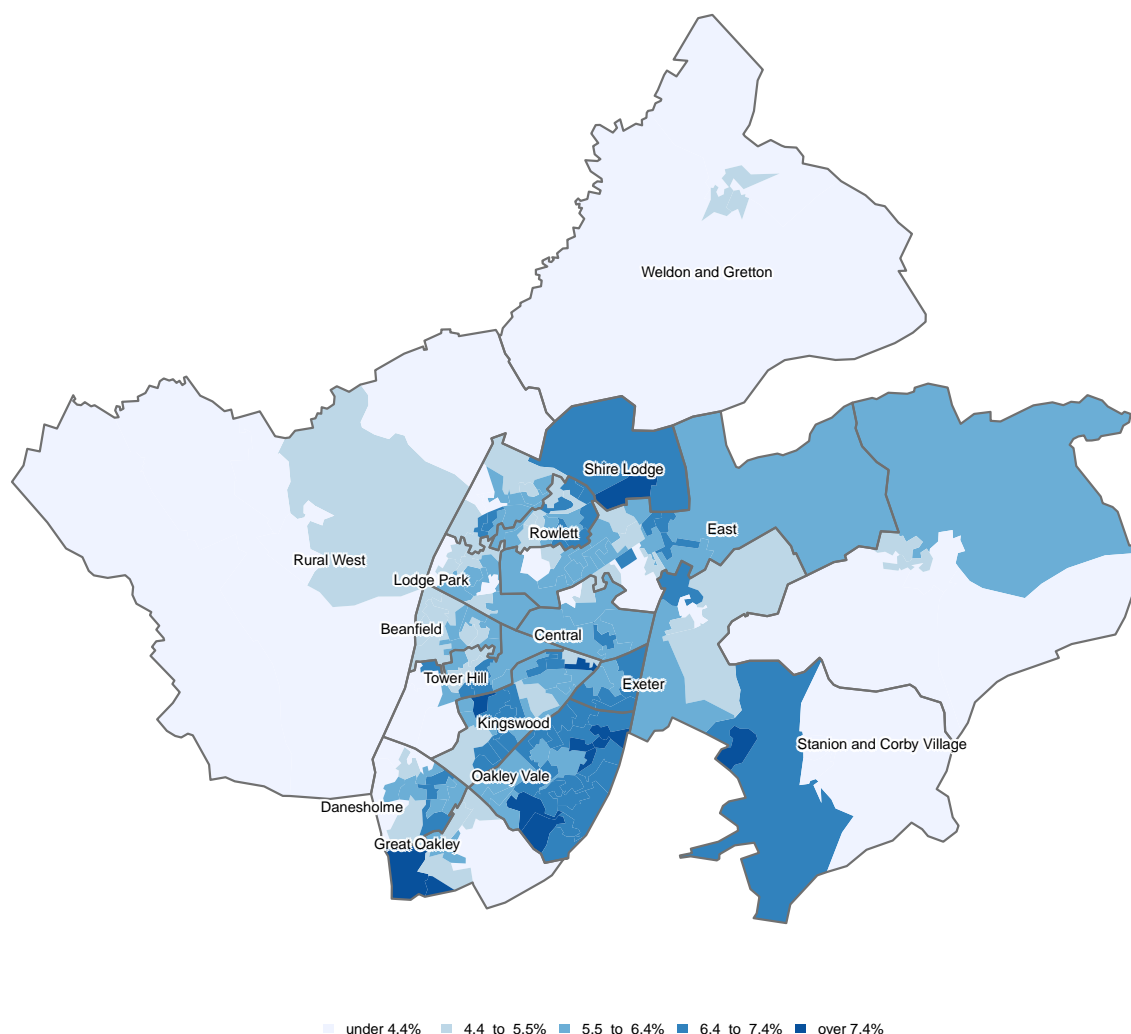 Weldon and Gretton
Shire Lodge
East
Rowlett
Rural West
Lodge Park
Beanfield
Central
Tower Hill
Exeter
Kingswood
Stanion and Corby Village
Oakley Vale
Danesholme
Great Oakley
under 4.4% 4.4 to 5.5% 5.5 to 6.4% 6.4 to 7.4% over 7.4%